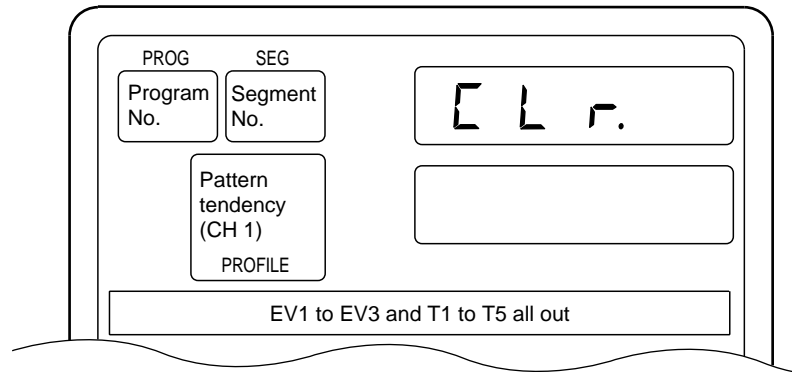 PROG SEG
Program No.
Segment No.
CLr.
Pattern tendency (CH 1)
PROFILE
EV1 to EV3 and T1 to T5 all out